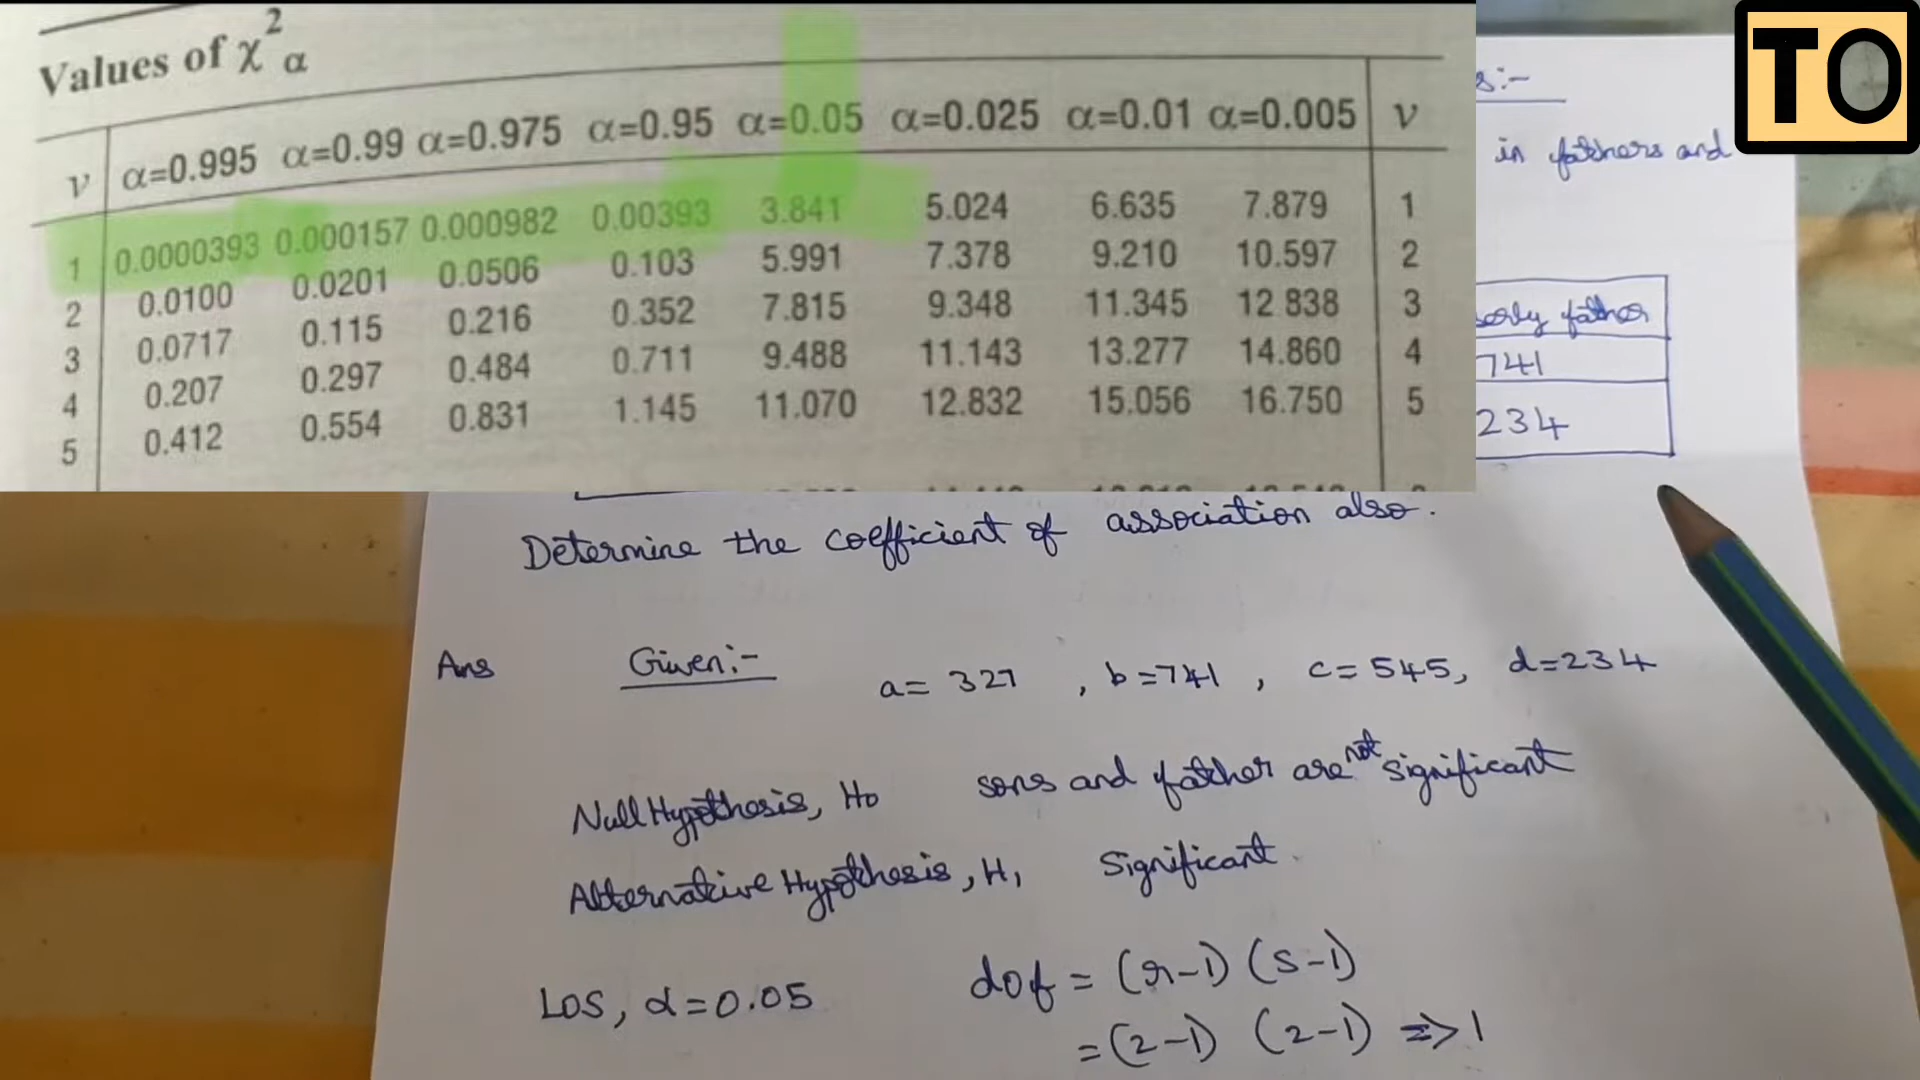 Values of χ²α
ν α=0.995 α=0.99 α=0.975 α=0.95 α=0.05 α=0.025 α=0.01 α=0.005 ν
1 0.0000393 0.000157 0.000982 0.00393 3.841 5.024 6.635 7.879 1
2 0.0100 0.0201 0.0506 0.103 5.991 7.378 9.210 10.597 2
3 0.0717 0.115 0.216 0.352 7.815 9.348 11.345 12 838 3
4 0.207 0.297 0.484 0.711 9.488 11.143 13.277 14.860 4
5 0.412 0.554 0.831 1.145 11.070 12.832 15.056 16.750 5
TO
in fathers and
father
741
234
Determine the coefficient of association also.
Ans Given:-
a= 327 , b=741 , c=545, d=234
Null Hypothesis, H0 sons and father are not significant
Alternative Hypothesis, H1 Significant.
LOS, α=0.05 dof = (r-1) (s-1)
=(2-1) (2-1) => 1